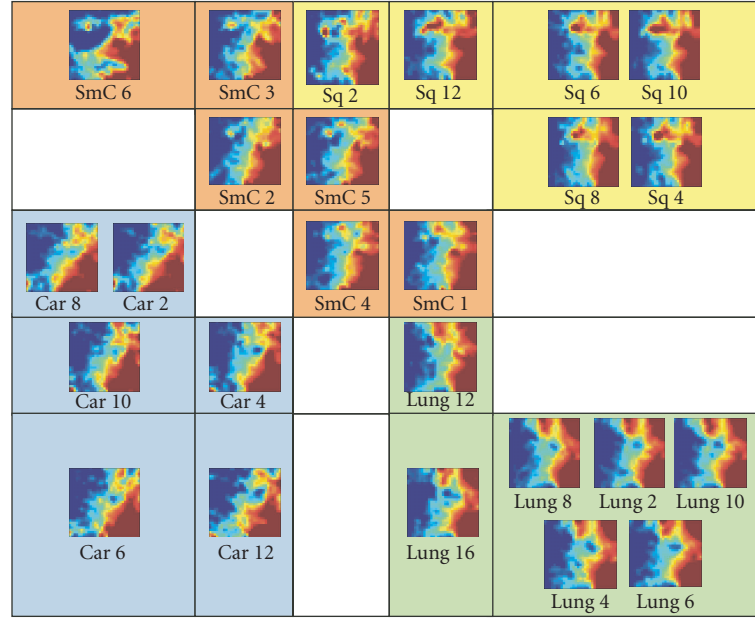 SmC 6 SmC 3 Sq 2 Sq 12 Sq 6 Sq 10
SmC 2 SmC 5 Sq 8 Sq 4
Car 8 Car 2 SmC 4 SmC 1
Car 10 Car 4 Lung 12
Lung 8 Lung 2 Lung 10
Car 6 Car 12 Lung 16
Lung 4 Lung 6